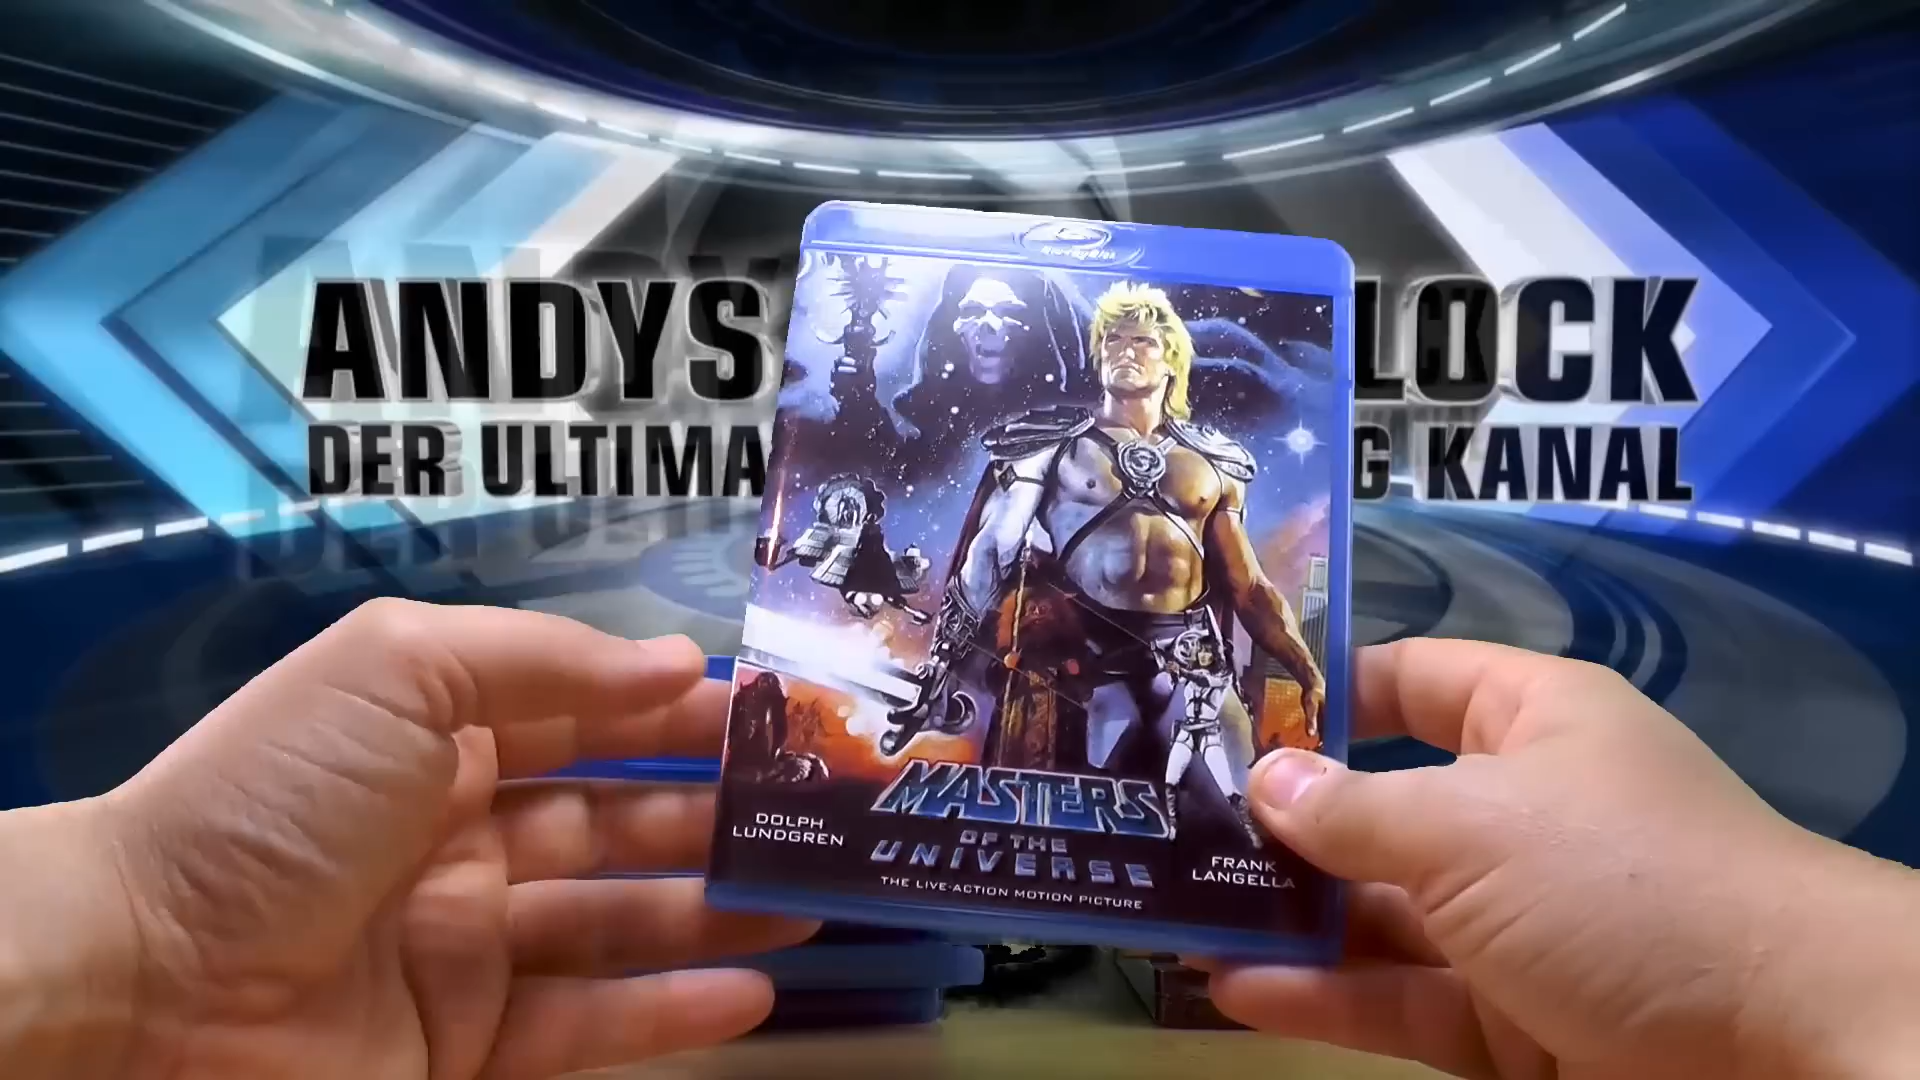 ANDYS LOCK
DER ULTIMA G KANAL
Blu-ray Disc
MASTERS
OF THE
UNIVERSE
DOLPH
LUNDGREN
FRANK
LANGELLA
THE LIVE-ACTION MOTION PICTURE